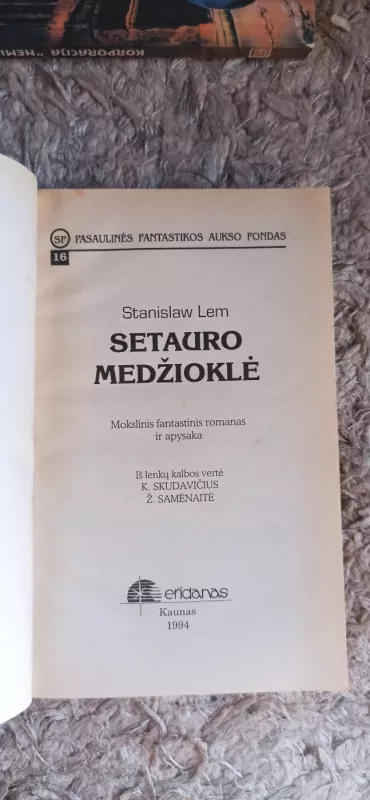 KORPORACIJA "NEMI
SF PASAULINĖS FANTASTIKOS AUKSO FONDAS
16
Stanislaw Lem
SETAURO
MEDŽIOKLĖ
Mokslinis fantastinis romanas
ir apysaka
Iš lenkų kalbos vertė
K. SKUDAVIČIUS
Ž. SAMĖNAITĖ
eridanas
Kaunas
1994